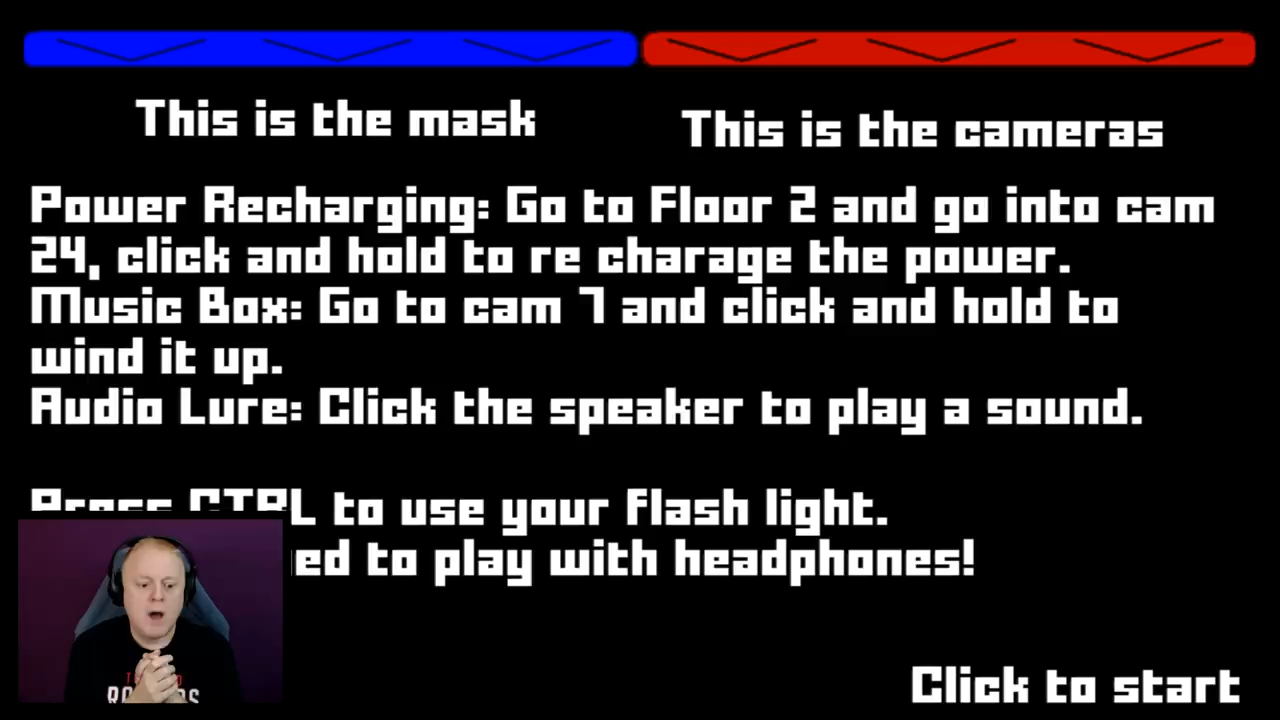 This is the mask
This is the cameras
Power Recharging: Go to Floor 2 and go into cam
24, click and hold to re charage the power.
Music Box: Go to cam 7 and click and hold to
wind it up.
Audio Lure: Click the speaker to play a sound.
Press CTRL to use your flash light.
to play with headphones!
Click to start